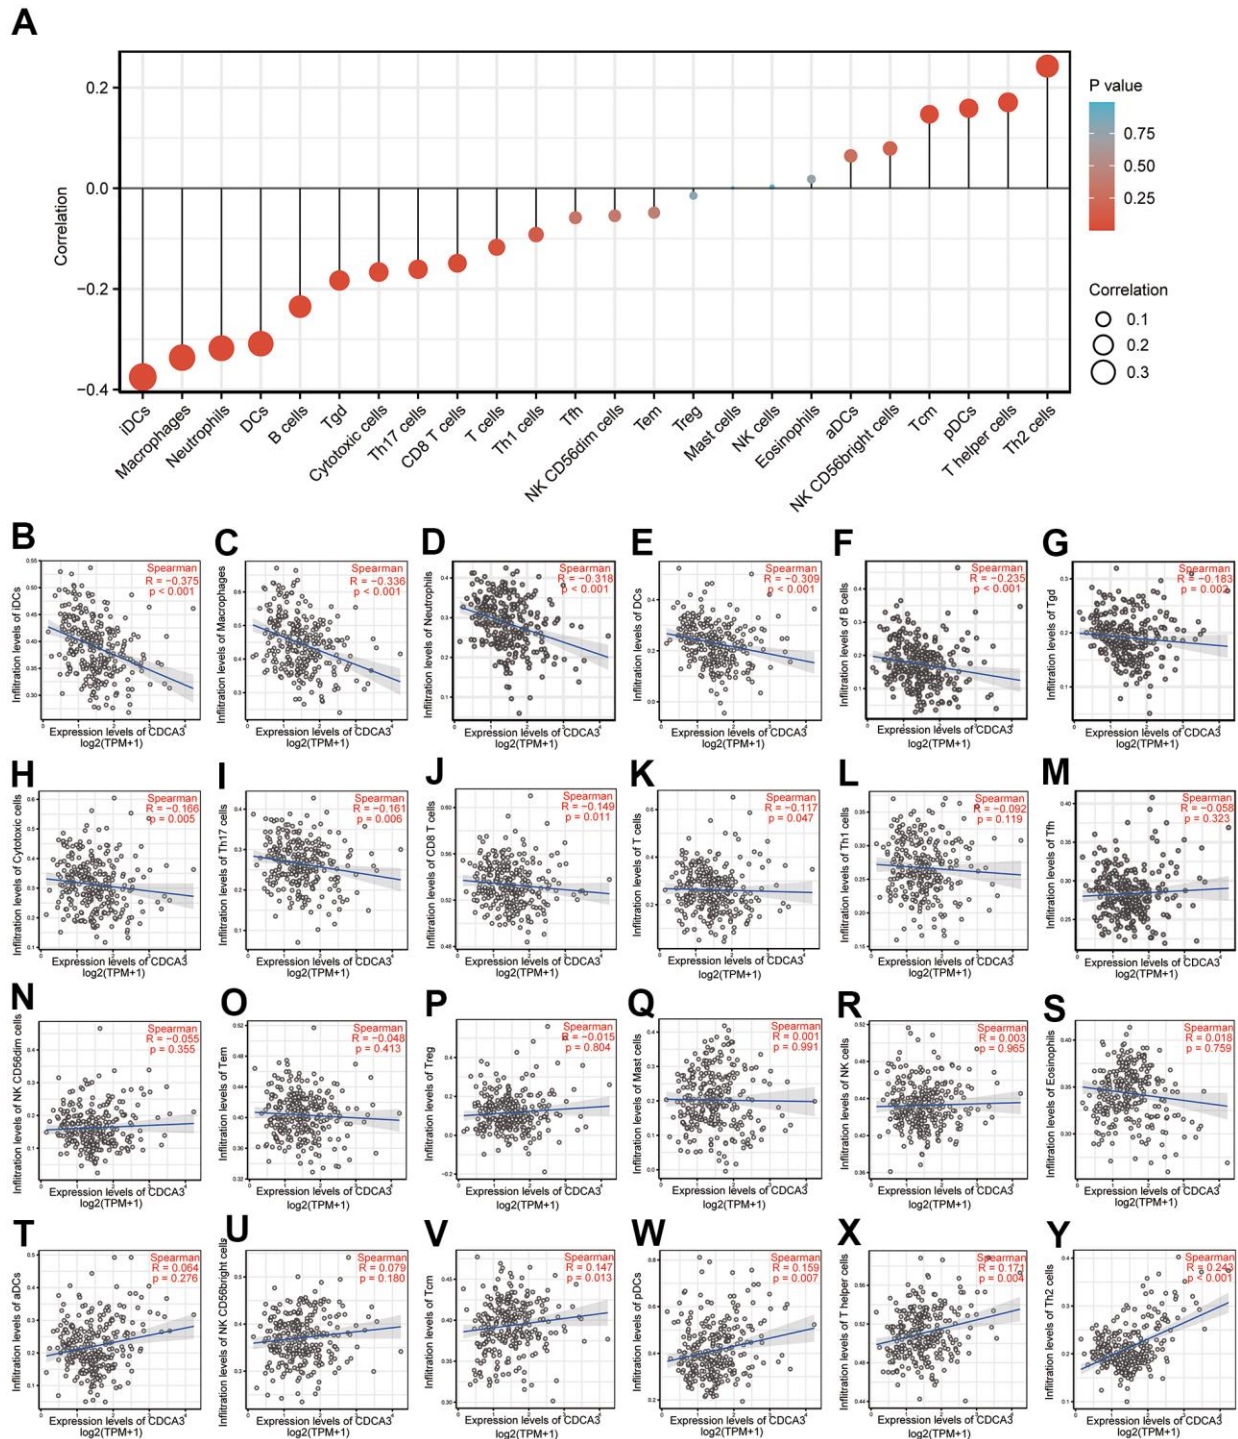 A
Correlation
0.2
0.0
−0.2
−0.4
iDCs
Macrophages
Neutrophils
DCs
B cells
Tgd
Cytotoxic cells
Th17 cells
CD8 T cells
T cells
Th1 cells
Tfh
NK CD56dim cells
Tem
Treg
Mast cells
NK cells
Eosinophils
aDCs
NK CD56bright cells
Tcm
pDCs
T helper cells
Th2 cells
P value
0.75
0.50
0.25
Correlation
0.1
0.2
0.3
B
Infiltration levels of iDCs
Spearman
R = −0.375
p < 0.001
Expression levels of CDCA3
log2(TPM+1)
C
Infiltration levels of Macrophages
Spearman
R = −0.336
p < 0.001
Expression levels of CDCA3
log2(TPM+1)
D
Infiltration levels of Neutrophils
Spearman
R = −0.318
p < 0.001
Expression levels of CDCA3
log2(TPM+1)
E
Infiltration levels of DCs
Spearman
R = −0.309
p < 0.001
Expression levels of CDCA3
log2(TPM+1)
F
Infiltration levels of B cells
Spearman
R = −0.235
p < 0.001
Expression levels of CDCA3
log2(TPM+1)
G
Infiltration levels of Tgd
Spearman
R = −0.183
p = 0.002
Expression levels of CDCA3
log2(TPM+1)
H
Infiltration levels of Cytotoxic cells
Spearman
R = −0.166
p = 0.005
Expression levels of CDCA3
log2(TPM+1)
I
Infiltration levels of Th17 cells
Spearman
R = −0.161
p = 0.006
Expression levels of CDCA3
log2(TPM+1)
J
Infiltration levels of CD8 T cells
Spearman
R = −0.149
p = 0.011
Expression levels of CDCA3
log2(TPM+1)
K
Infiltration levels of T cells
Spearman
R = −0.117
p = 0.047
Expression levels of CDCA3
log2(TPM+1)
L
Infiltration levels of Th1 cells
Spearman
R = −0.092
p = 0.119
Expression levels of CDCA3
log2(TPM+1)
M
Infiltration levels of Tfh
Spearman
R = −0.058
p = 0.323
Expression levels of CDCA3
log2(TPM+1)
N
Infiltration levels of NK CD56dim cells
Spearman
R = −0.055
p = 0.355
Expression levels of CDCA3
log2(TPM+1)
O
Infiltration levels of Tem
Spearman
R = −0.048
p = 0.413
Expression levels of CDCA3
log2(TPM+1)
P
Infiltration levels of Treg
Spearman
R = −0.015
p = 0.804
Expression levels of CDCA3
log2(TPM+1)
Q
Infiltration levels of Mast cells
Spearman
R = 0.001
p = 0.991
Expression levels of CDCA3
log2(TPM+1)
R
Infiltration levels of NK cells
Spearman
R = 0.003
p = 0.965
Expression levels of CDCA3
log2(TPM+1)
S
Infiltration levels of Eosinophils
Spearman
R = 0.018
p = 0.759
Expression levels of CDCA3
log2(TPM+1)
T
Infiltration levels of aDCs
Spearman
R = 0.064
p = 0.276
Expression levels of CDCA3
log2(TPM+1)
U
Infiltration levels of NK CD56bright cells
Spearman
R = 0.079
p = 0.180
Expression levels of CDCA3
log2(TPM+1)
V
Infiltration levels of Tcm
Spearman
R = 0.147
p = 0.013
Expression levels of CDCA3
log2(TPM+1)
W
Infiltration levels of pDCs
Spearman
R = 0.159
p = 0.007
Expression levels of CDCA3
log2(TPM+1)
X
Infiltration levels of T helper cells
Spearman
R = 0.171
p = 0.004
Expression levels of CDCA3
log2(TPM+1)
Y
Infiltration levels of Th2 cells
Spearman
R = 0.243
p < 0.001
Expression levels of CDCA3
log2(TPM+1)